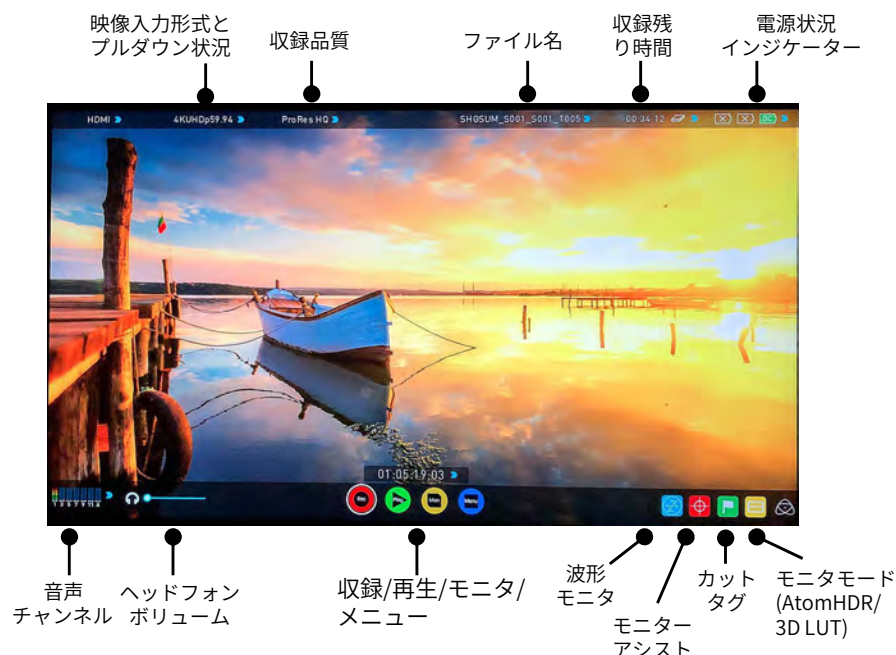 映像入力形式と
プルダウン状況
収録品質
ファイル名
収録残
り時間
電源状況
インジケーター
HDMI
4KUHDp59.94
ProRes HQ
SHGSUM_S001_S001_T005
00:34:12
DC
01:05:19:03
Rec
Play
Mon
Menu
音声
チャンネル
ヘッドフォン
ボリューム
収録/再生/モニタ/
メニュー
波形
モニタ
モニター
アシスト
カット
タグ
モニタモード
(AtomHDR/
3D LUT)